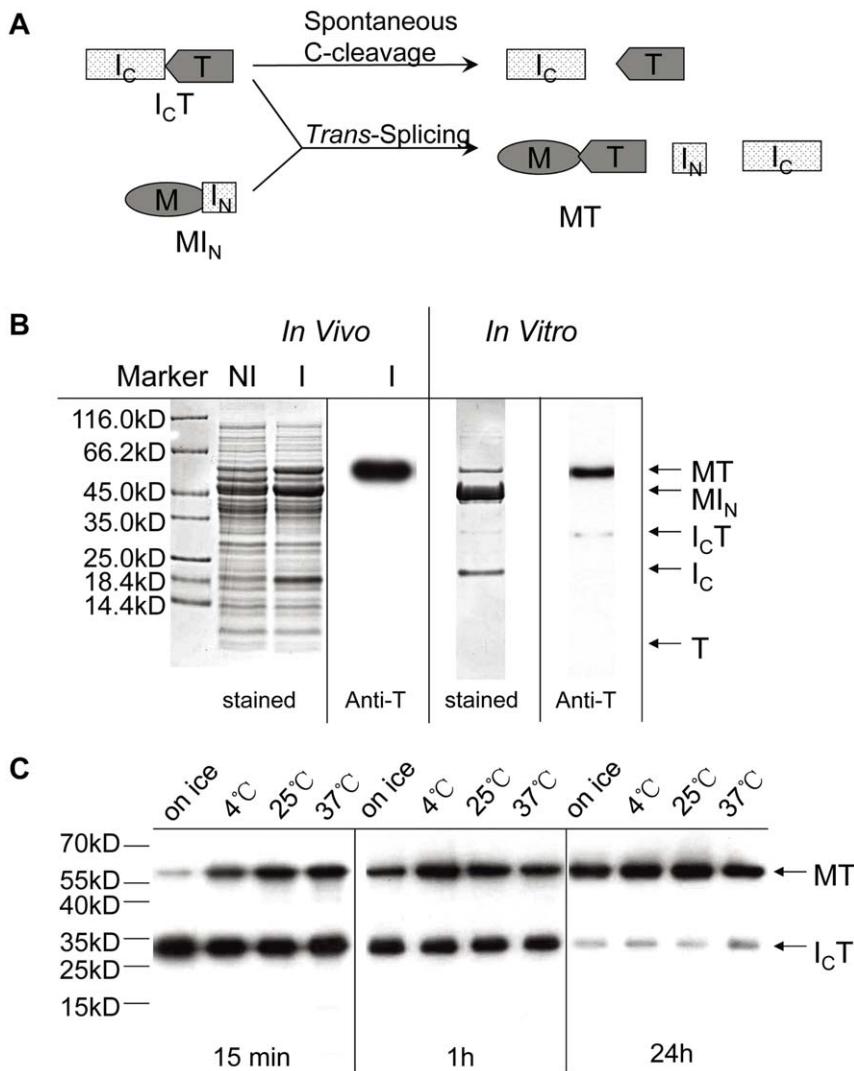 A
Spontaneous
C-cleavage
I_C T
I_C T
I_C T
Trans-Splicing
M I_N
MI_N
M T I_N I_C
MT
B
In Vivo In Vitro
Marker NI I I
116.0kD
66.2kD
45.0kD
35.0kD
25.0kD
18.4kD
14.4kD
MT
MI_N
I_CT
I_C
T
stained Anti-T stained Anti-T
C
on ice 4℃ 25℃ 37℃ on ice 4℃ 25℃ 37℃ on ice 4℃ 25℃ 37℃
70kD
55kD
40kD
35kD
25kD
15kD
MT
I_CT
15 min 1h 24h